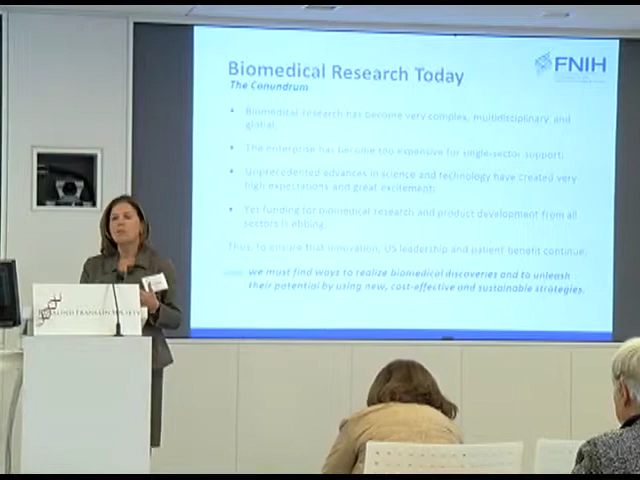 Biomedical Research Today
The Conundrum
FNIH
• Biomedical research has become very complex, multidisciplinary and
global;
• The enterprise has become too expensive for single-sector support;
• Unprecedented advances in science and technology have created very
high expectations and great excitement;
• Yet funding for biomedical research and product development from all
sectors is ebbing.
Thus, to ensure that innovation, US leadership and patient benefit continue,
we must find ways to realize biomedical discoveries and to unleash
their potential by using new, cost-effective and sustainable strategies.
Rosalind Franklin Society